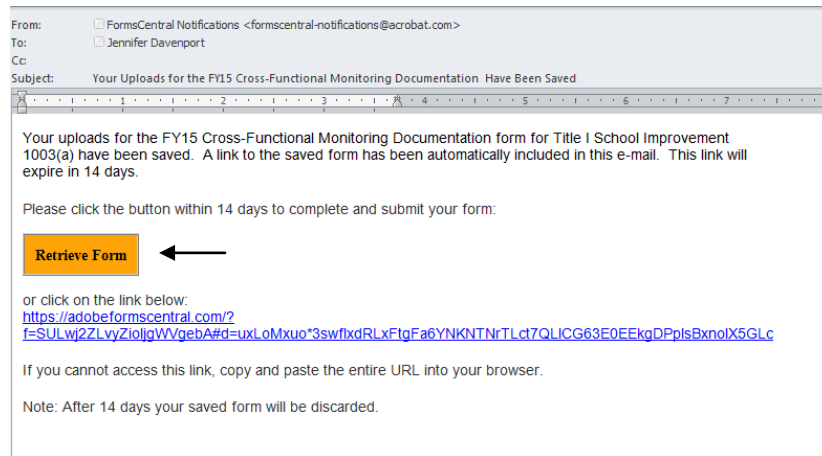 From: FormsCentral Notifications <formscentral-notifications@acrobat.com>
To: Jennifer Davenport
Cc:
Subject: Your Uploads for the FY15 Cross-Functional Monitoring Documentation Have Been Saved
1 2 3 4 5 6 7
Your uploads for the FY15 Cross-Functional Monitoring Documentation form for Title I School Improvement
1003(a) have been saved. A link to the saved form has been automatically included in this e-mail. This link will
expire in 14 days.
Please click the button within 14 days to complete and submit your form:
Retrieve Form
or click on the link below:
https://adobeformscentral.com/?
f=SULwj2ZLvyZioljgWVgebA#d=uxLoMxuo*3swflxdRLxFtgFa6YNKNTNrTLct7QLICG63E0EEkgDPplsBxnolX5GLc
If you cannot access this link, copy and paste the entire URL into your browser.
Note: After 14 days your saved form will be discarded.